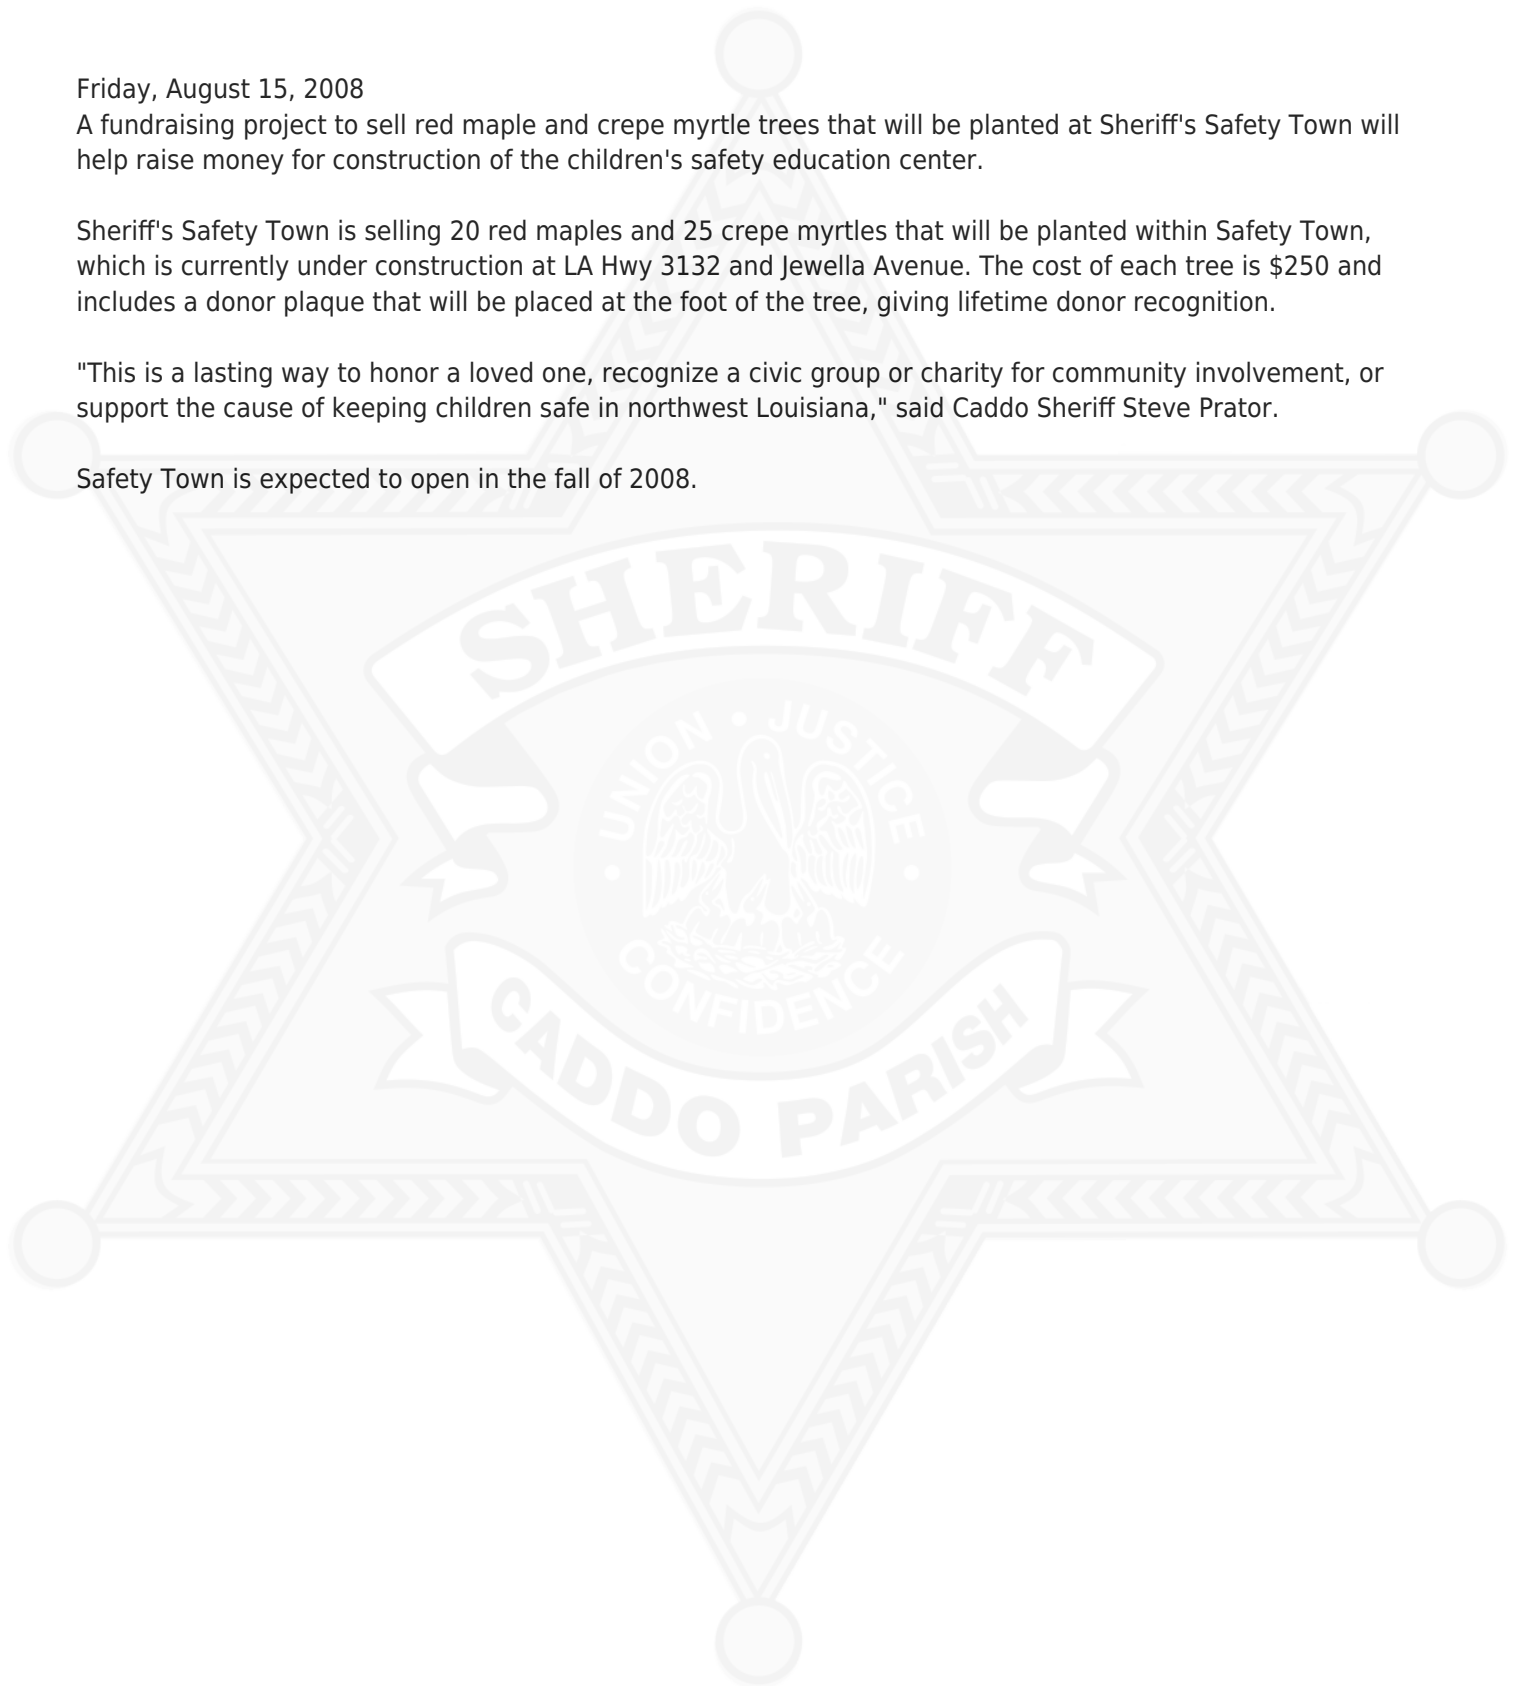 Friday, August 15, 2008
A fundraising project to sell red maple and crepe myrtle trees that will be planted at Sheriff's Safety Town will
help raise money for construction of the children's safety education center.
Sheriff's Safety Town is selling 20 red maples and 25 crepe myrtles that will be planted within Safety Town,
which is currently under construction at LA Hwy 3132 and Jewella Avenue. The cost of each tree is $250 and
includes a donor plaque that will be placed at the foot of the tree, giving lifetime donor recognition.
"This is a lasting way to honor a loved one, recognize a civic group or charity for community involvement, or
support the cause of keeping children safe in northwest Louisiana," said Caddo Sheriff Steve Prator.
Safety Town is expected to open in the fall of 2008.
SHERIFF
UNION • JUSTICE
• CONFIDENCE •
CADDO PARISH